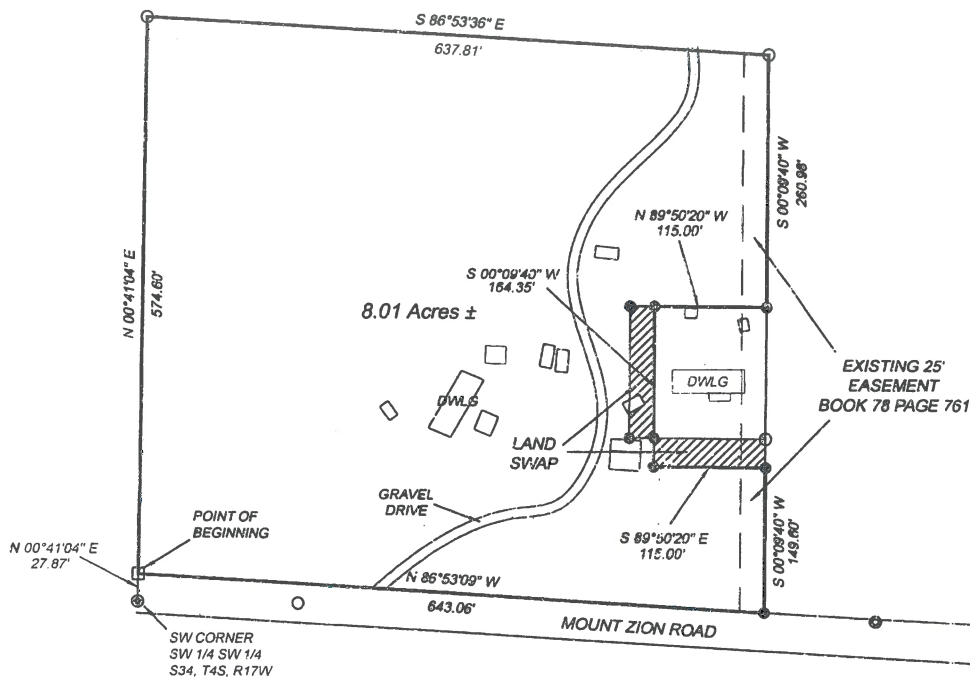 S 86°53'36" E
637.81'
N 00°41'04" E
574.60'
S 00°09'40" W
260.98'
N 89°50'20" W
115.00'
S 00°09'40" W
164.35'
8.01 Acres ±
DWLG
DWLG
EXISTING 25'
EASEMENT
BOOK 78 PAGE 761
LAND
SWAP
GRAVEL
DRIVE
POINT OF
BEGINNING
S 89°50'20" E
115.00'
S 00°09'40" W
149.60'
N 00°41'04" E
27.87'
N 86°53'09" W
643.06'
MOUNT ZION ROAD
SW CORNER
SW 1/4 SW 1/4
S34, T4S, R17W